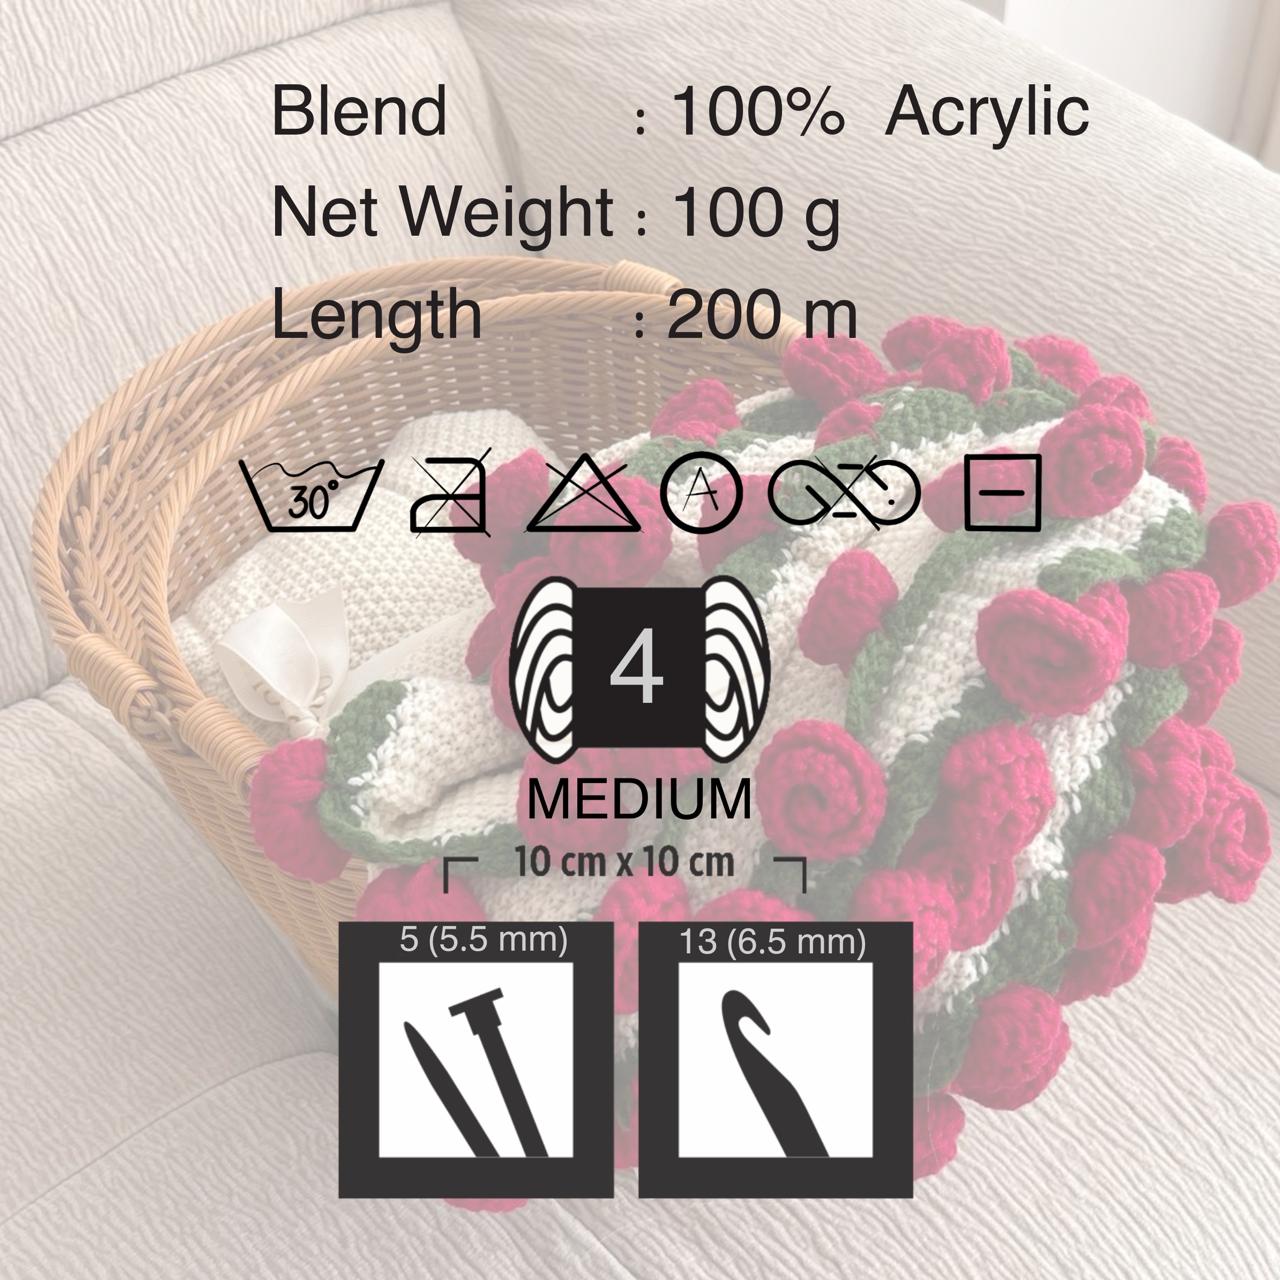 Blend : 100% Acrylic
Net Weight : 100 g
Length : 200 m
30°
A
4
MEDIUM
10 cm x 10 cm
5 (5.5 mm)
13 (6.5 mm)